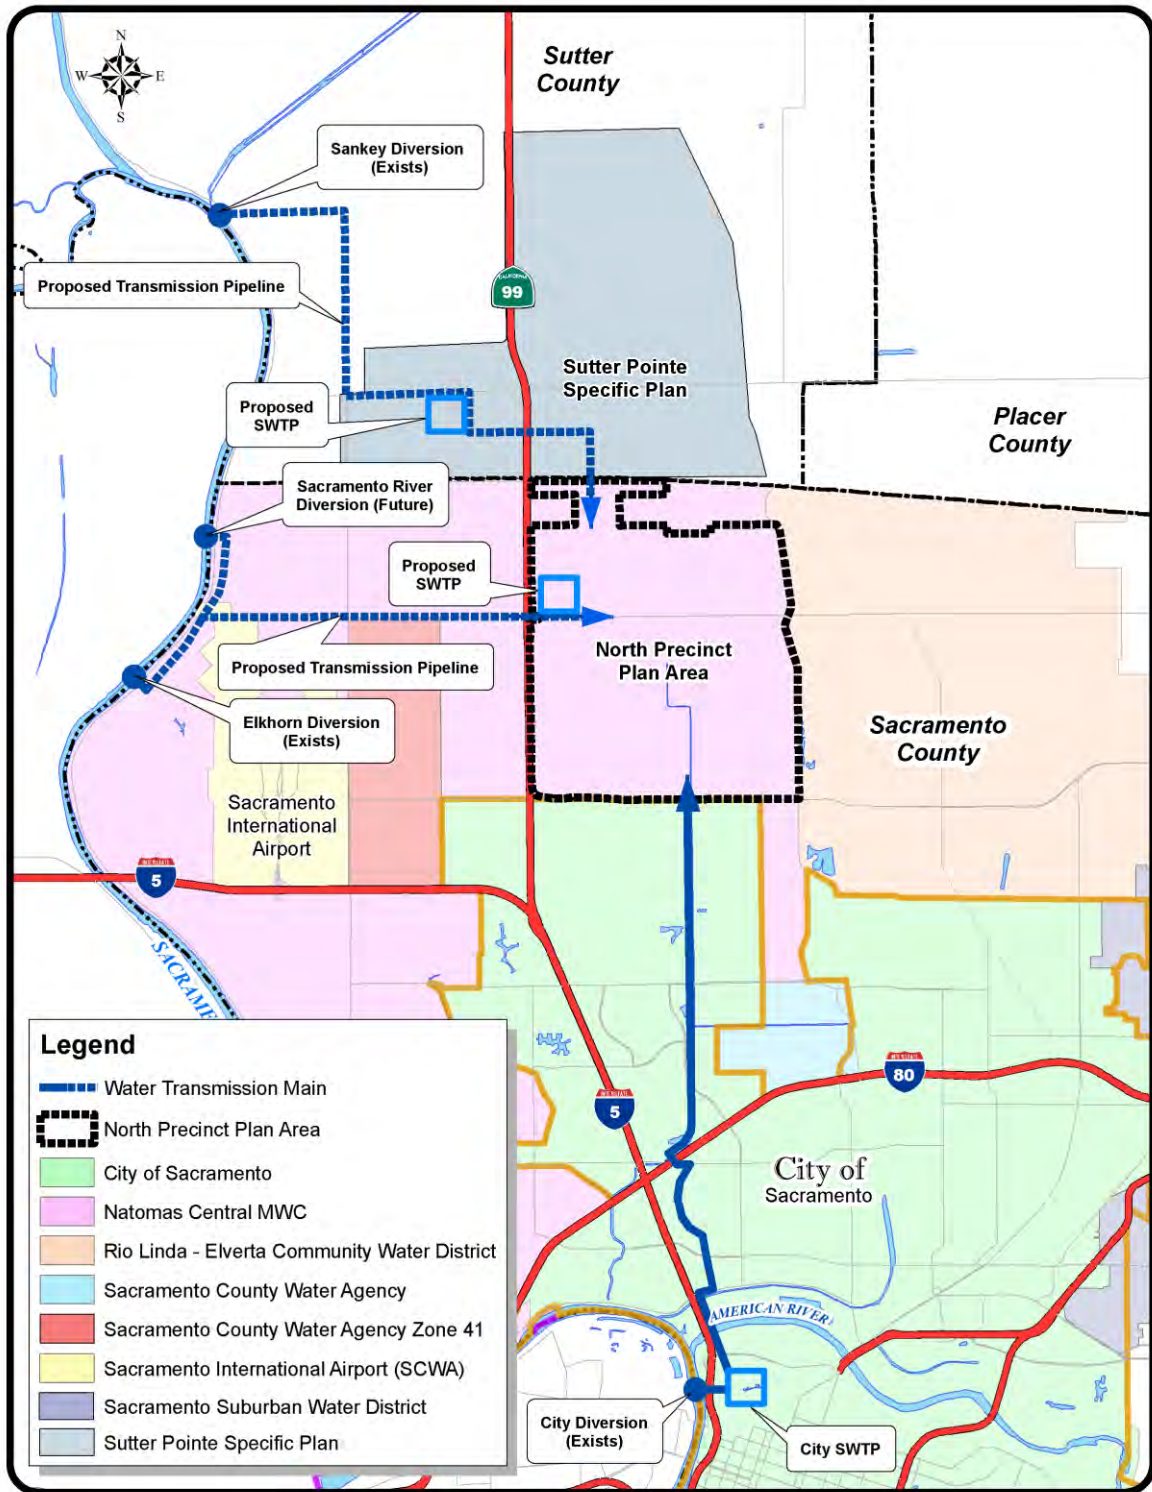 N
W
E
S
Sutter
County
Sankey Diversion
(Exists)
Proposed Transmission Pipeline
CALIFORNIA
99
Sutter Pointe
Specific Plan
Proposed
SWTP
Placer
County
Sacramento River
Diversion (Future)
Proposed
SWTP
North Precinct
Plan Area
Proposed Transmission Pipeline
Elkhorn Diversion
(Exists)
Sacramento
County
Sacramento
International
Airport
INTERSTATE
5
SACRAME
INTERSTATE
80
INTERSTATE
5
City of
Sacramento
AMERICAN RIVER
City Diversion
(Exists)
City SWTP
Legend
Water Transmission Main
North Precinct Plan Area
City of Sacramento
Natomas Central MWC
Rio Linda - Elverta Community Water District
Sacramento County Water Agency
Sacramento County Water Agency Zone 41
Sacramento International Airport (SCWA)
Sacramento Suburban Water District
Sutter Pointe Specific Plan